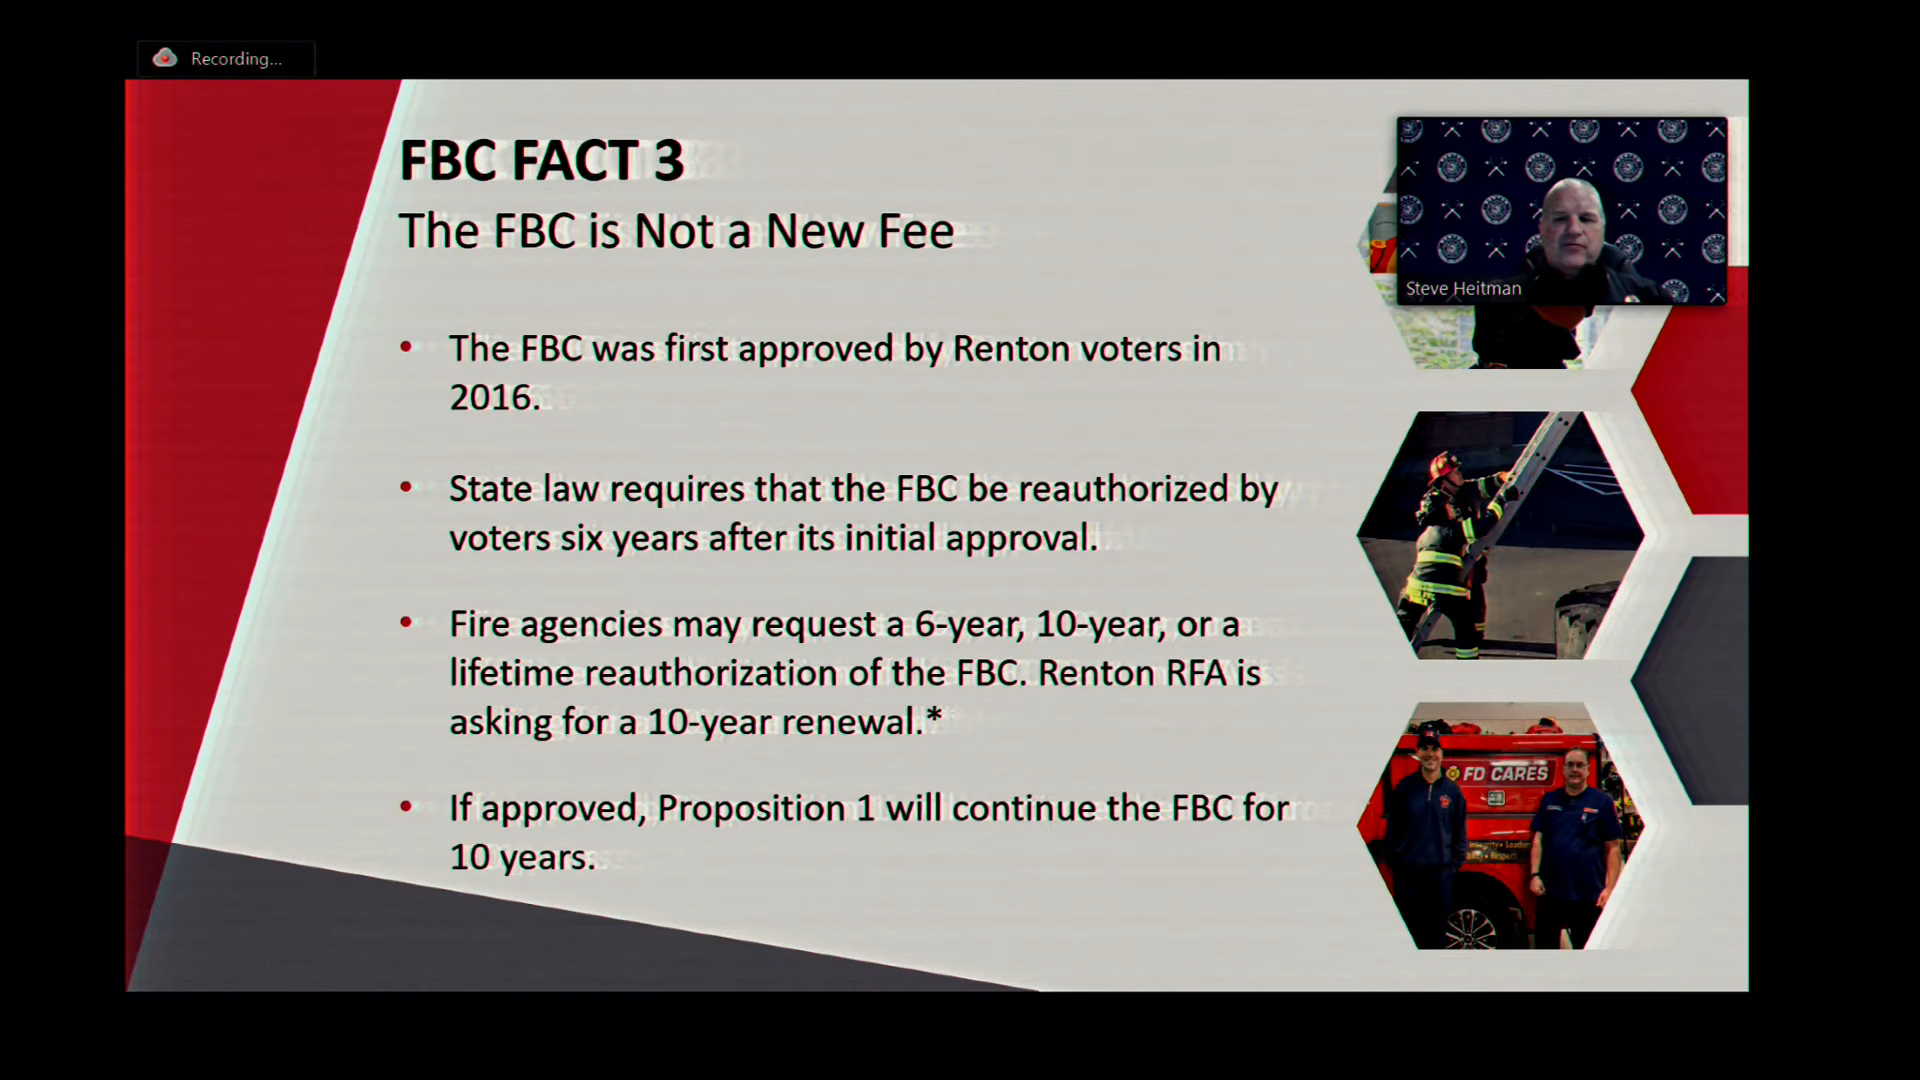 Recording...
FBC FACT 3
The FBC is Not a New Fee
Steve Heitman
• The FBC was first approved by Renton voters in
2016.
• State law requires that the FBC be reauthorized by
voters six years after its initial approval.
• Fire agencies may request a 6-year, 10-year, or a
lifetime reauthorization of the FBC. Renton RFA is
asking for a 10-year renewal.*
• If approved, Proposition 1 will continue the FBC for
10 years.
FD CARES